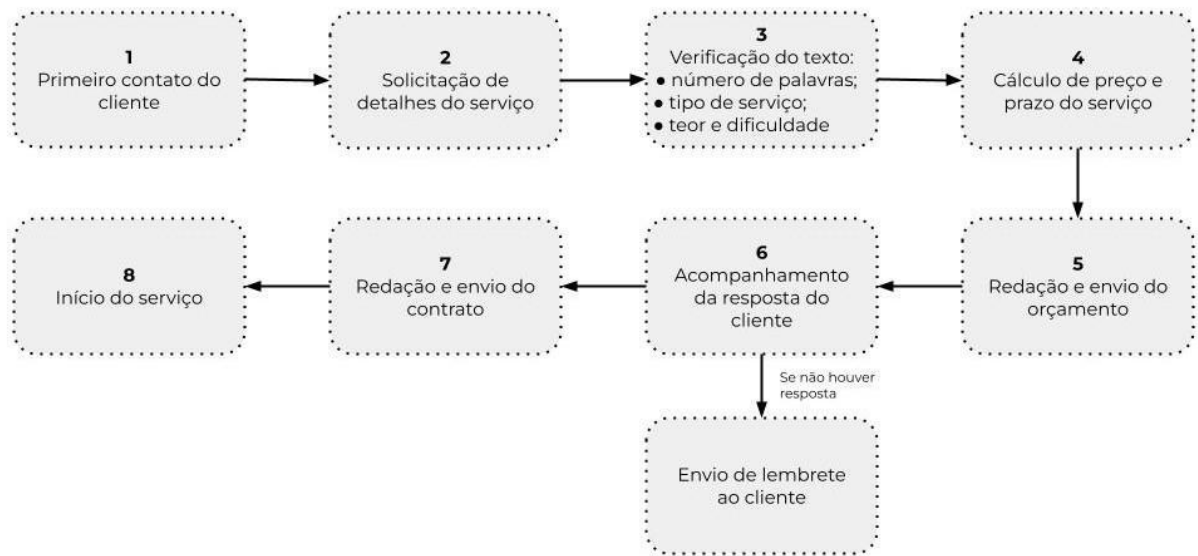 1
Primeiro contato do
cliente
2
Solicitação de
detalhes do serviço
3
Verificação do texto:
● número de palavras;
● tipo de serviço;
● teor e dificuldade
4
Cálculo de preço e
prazo do serviço
5
Redação e envio do
orçamento
6
Acompanhamento
da resposta do
cliente
7
Redação e envio do
contrato
8
Início do serviço
Se não houver
resposta
Envio de lembrete
ao cliente